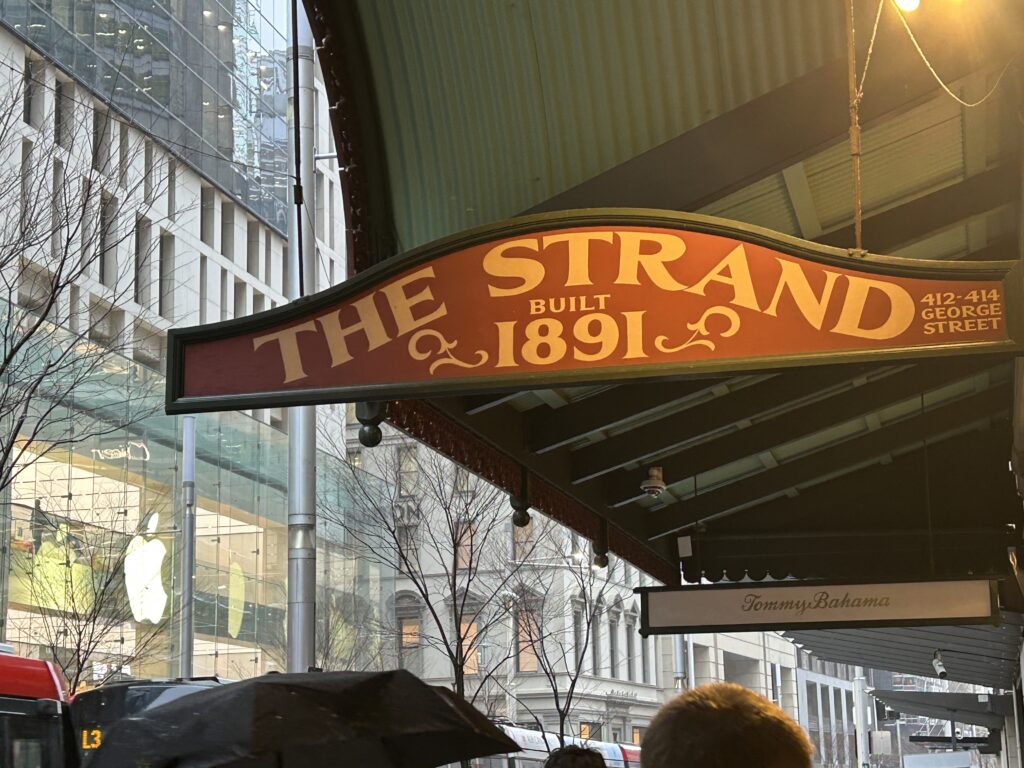 THE STRAND
BUILT
1891
412-414
GEORGE
STREET
Tommy Bahama
L3